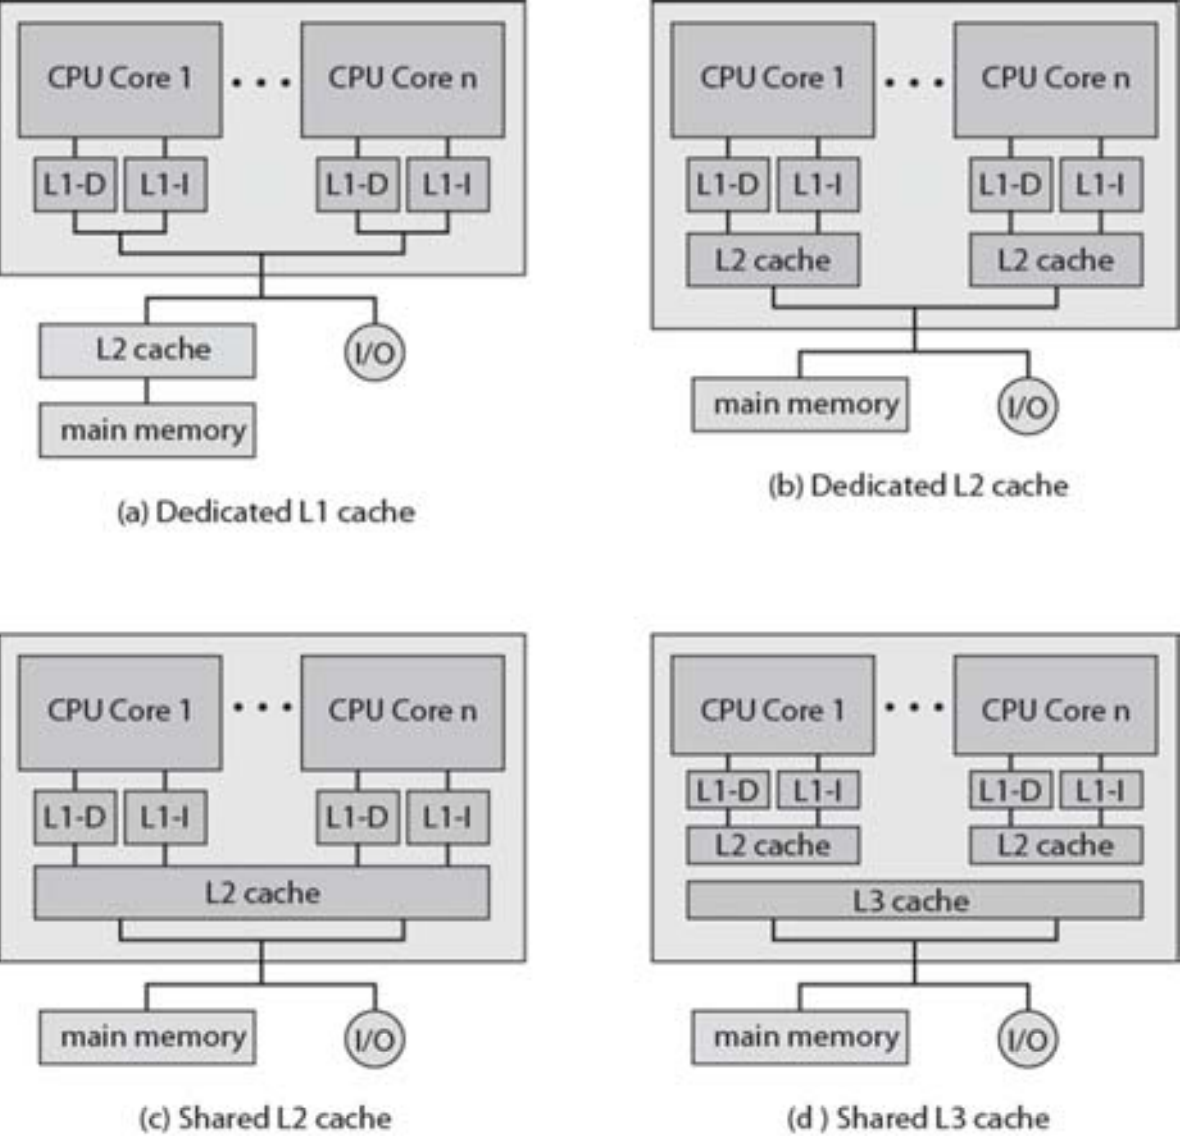 CPU Core 1 • • • CPU Core n
L1-D L1-I L1-D L1-I
L2 cache I/O
main memory
(a) Dedicated L1 cache
CPU Core 1 • • • CPU Core n
L1-D L1-I L1-D L1-I
L2 cache L2 cache
main memory I/O
(b) Dedicated L2 cache
CPU Core 1 • • • CPU Core n
L1-D L1-I L1-D L1-I
L2 cache
main memory I/O
(c) Shared L2 cache
CPU Core 1 • • • CPU Core n
L1-D L1-I L1-D L1-I
L2 cache L2 cache
L3 cache
main memory I/O
(d ) Shared L3 cache